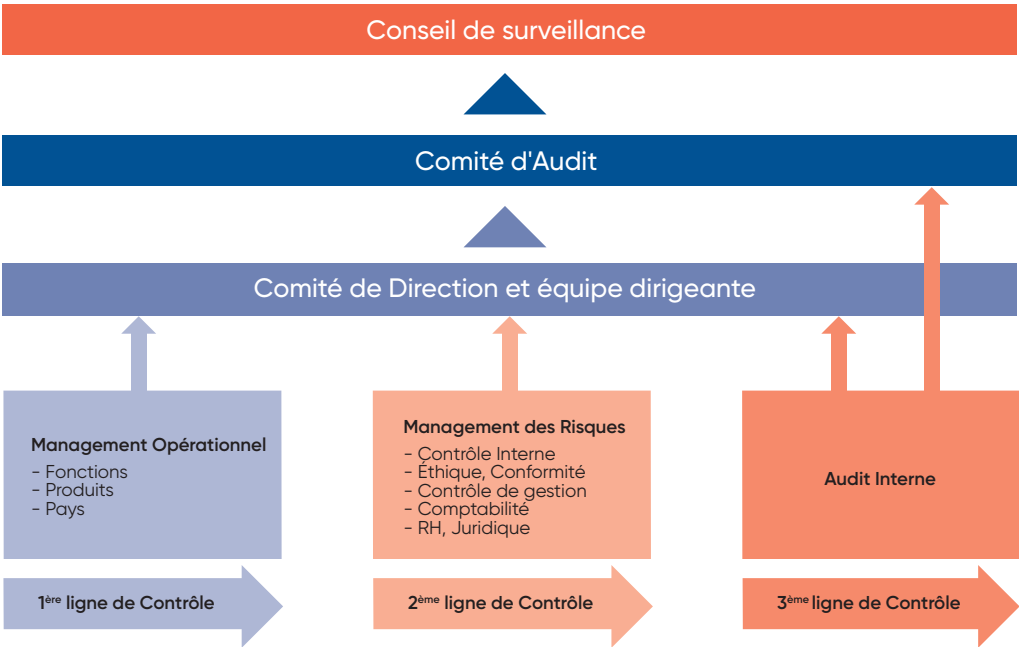 Conseil de surveillance
Comité d'Audit
Comité de Direction et équipe dirigeante
Management Opérationnel
- Fonctions
- Produits
- Pays
Management des Risques
- Contrôle Interne
- Éthique, Conformité
- Contrôle de gestion
- Comptabilité
- RH, Juridique
Audit Interne
1ère ligne de Contrôle
2ème ligne de Contrôle
3ème ligne de Contrôle